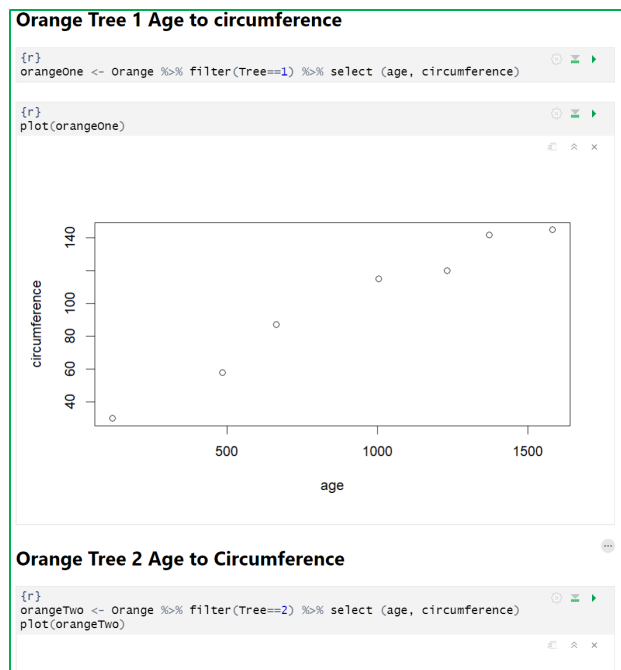 Orange Tree 1 Age to circumference
{r}
orangeOne <- Orange %>% filter(Tree==1) %>% select (age, circumference)
{r}
plot(orangeOne)
140
100
80
60
40
circumference
500 1000 1500
age
Orange Tree 2 Age to Circumference
{r}
orangeTwo <- Orange %>% filter(Tree==2) %>% select (age, circumference)
plot(orangeTwo)